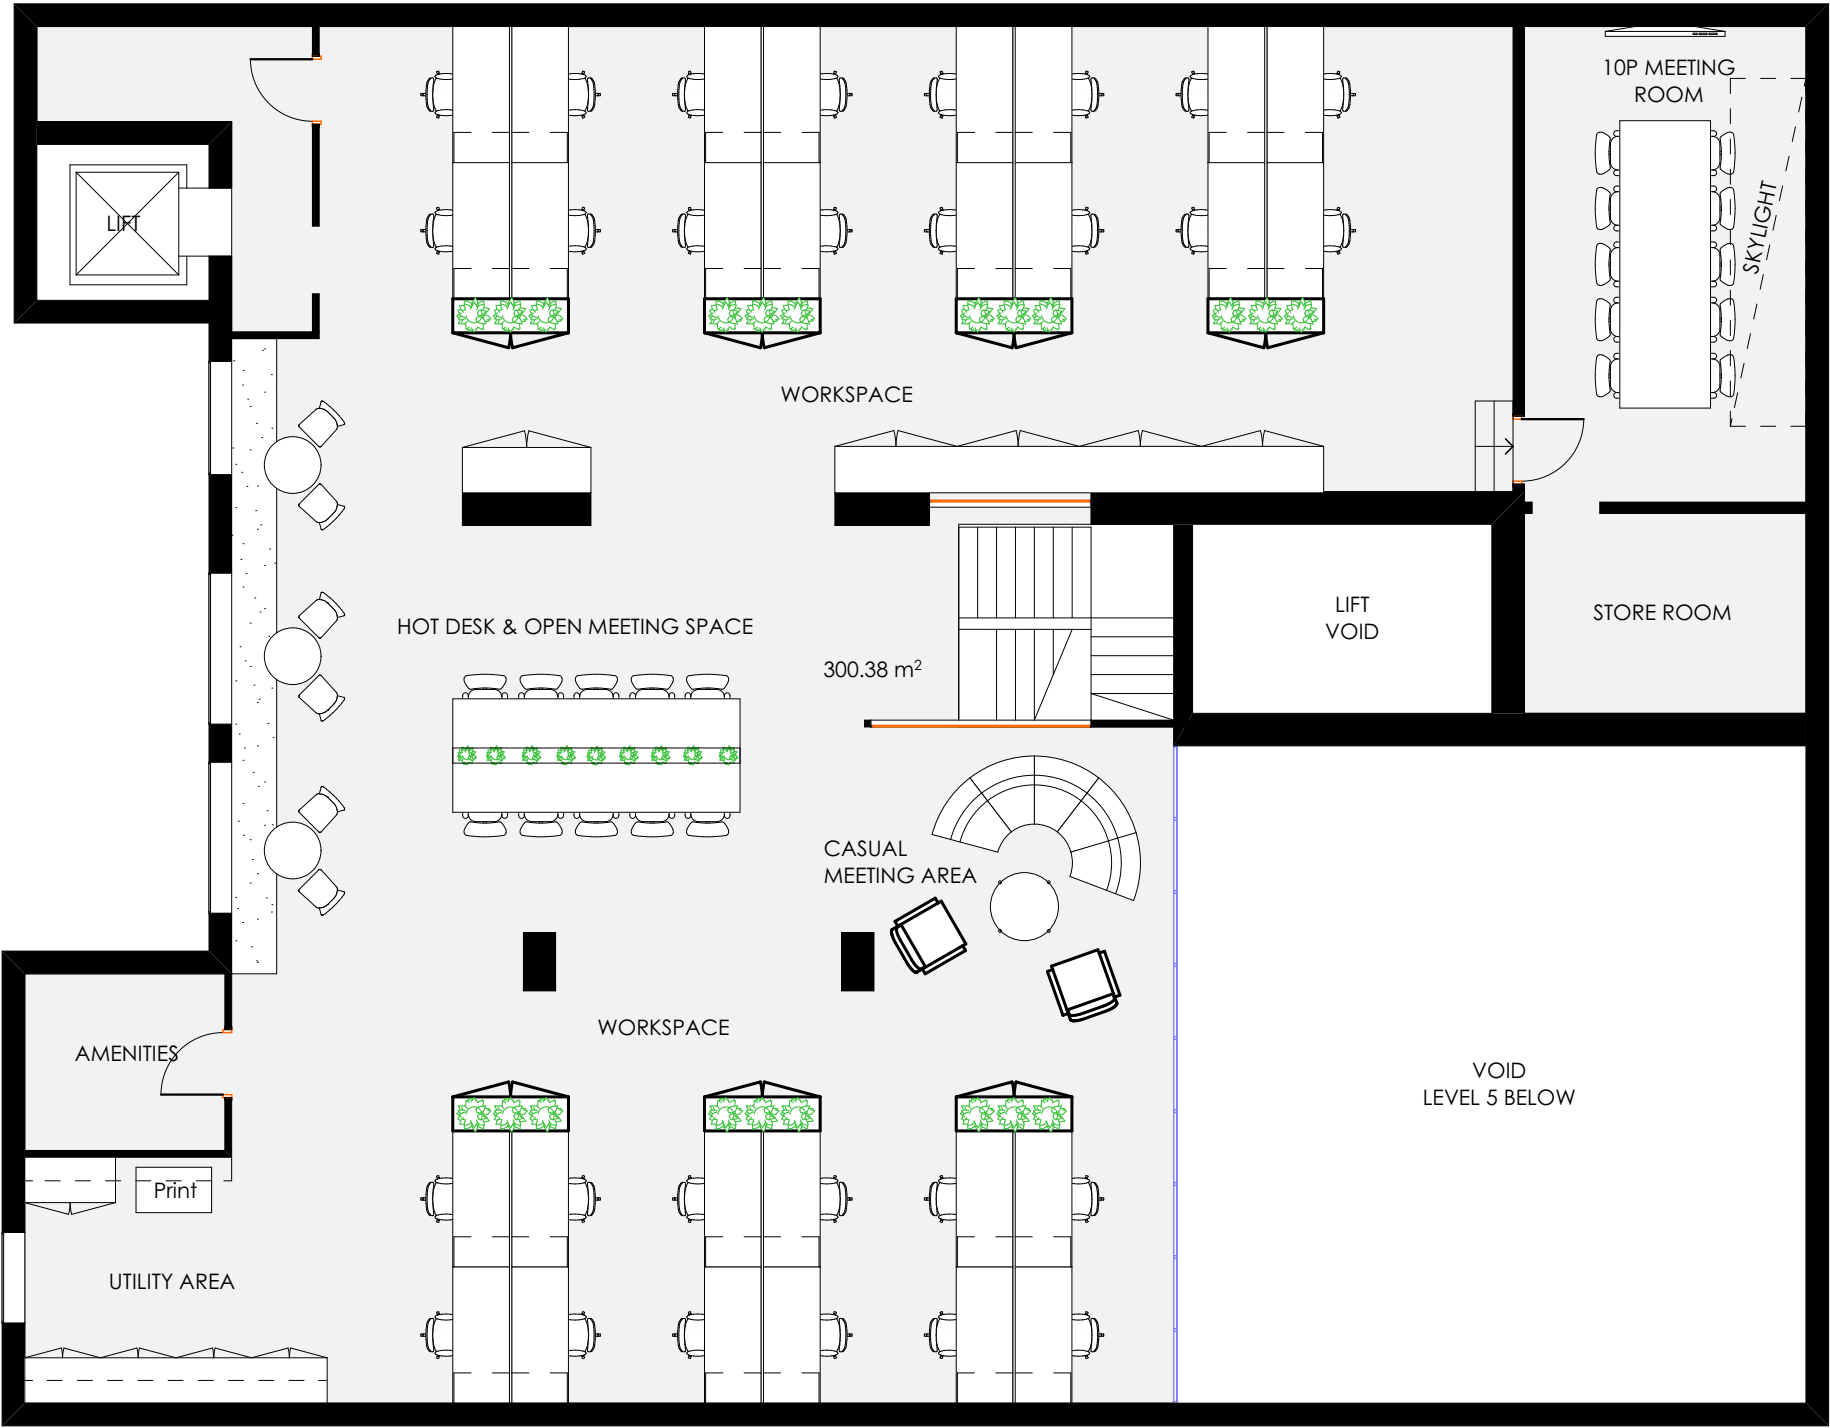 10P MEETING
ROOM
LIFT
SKYLIGHT
WORKSPACE
LIFT
VOID
STORE ROOM
HOT DESK & OPEN MEETING SPACE
300.38 m²
CASUAL
MEETING AREA
WORKSPACE
AMENITIES
VOID
LEVEL 5 BELOW
Print
UTILITY AREA